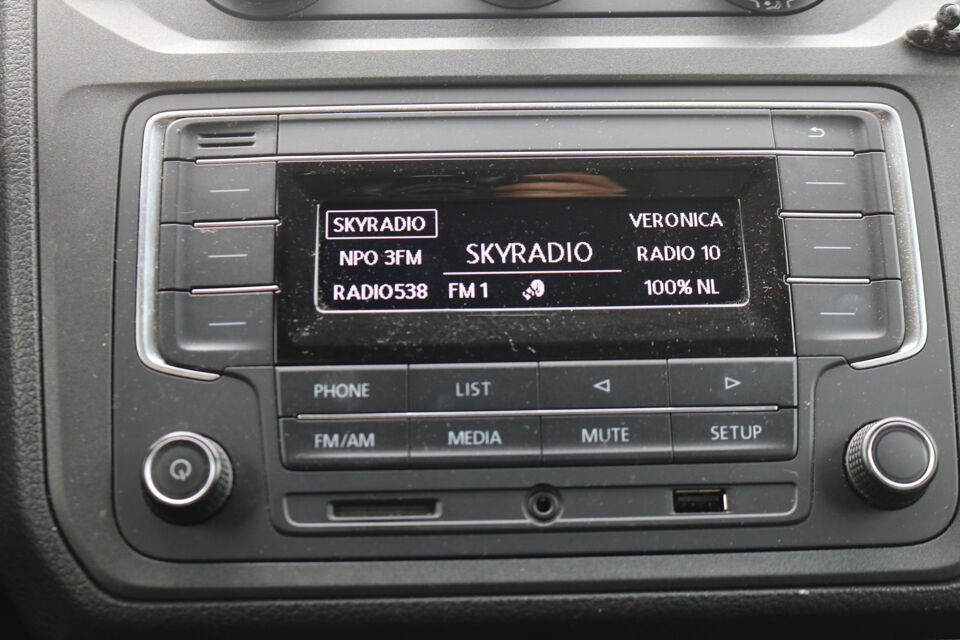 SKYRADIO
NPO 3FM
RADIO538
SKYRADIO
FM 1
VERONICA
RADIO 10
100% NL
PHONE LIST
FM/AM MEDIA MUTE SETUP